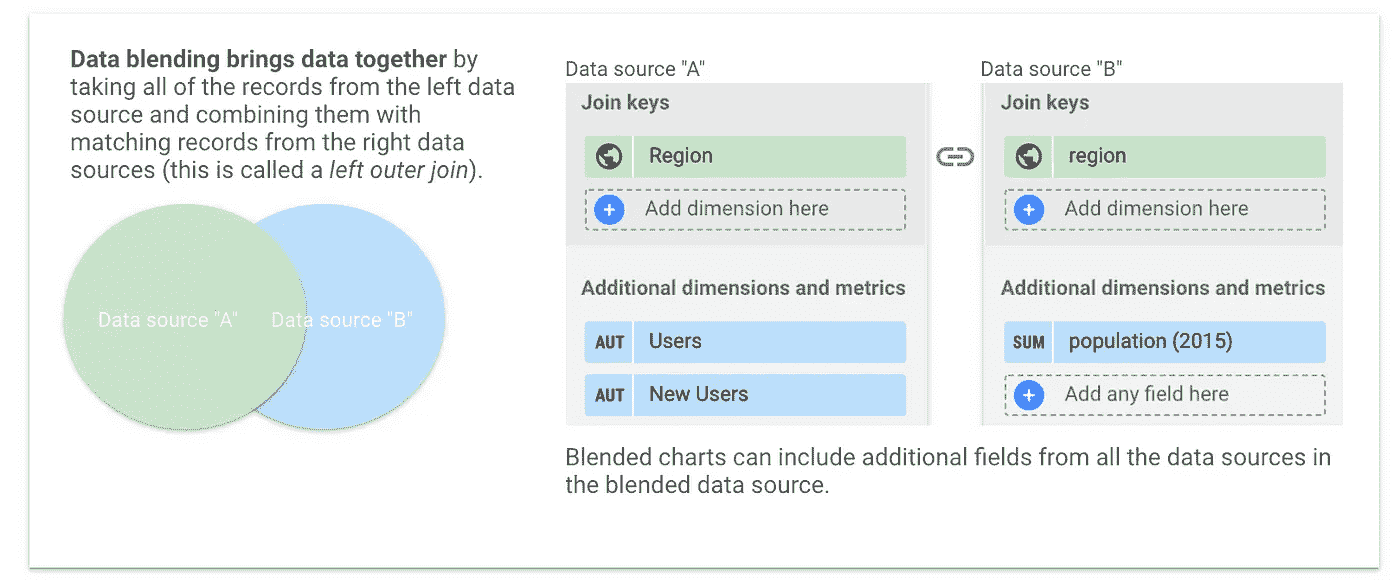 Data blending brings data together by
taking all of the records from the left data
source and combining them with
matching records from the right data
sources (this is called a left outer join).
Data source "A"
Data source "B"
Data source "A"
Join keys
Region
Add dimension here
Additional dimensions and metrics
AUT Users
AUT New Users
Data source "B"
Join keys
region
Add dimension here
Additional dimensions and metrics
SUM population (2015)
Add any field here
Blended charts can include additional fields from all the data sources in
the blended data source.